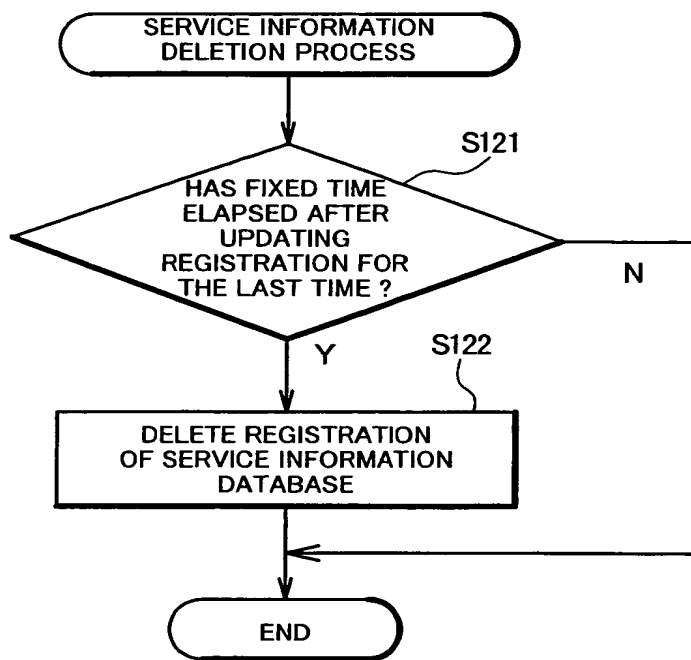 SERVICE INFORMATION
DELETION PROCESS
S121
HAS FIXED TIME
ELAPSED AFTER
UPDATING
REGISTRATION FOR
THE LAST TIME ?
N
Y
S122
DELETE REGISTRATION
OF SERVICE INFORMATION
DATABASE
END